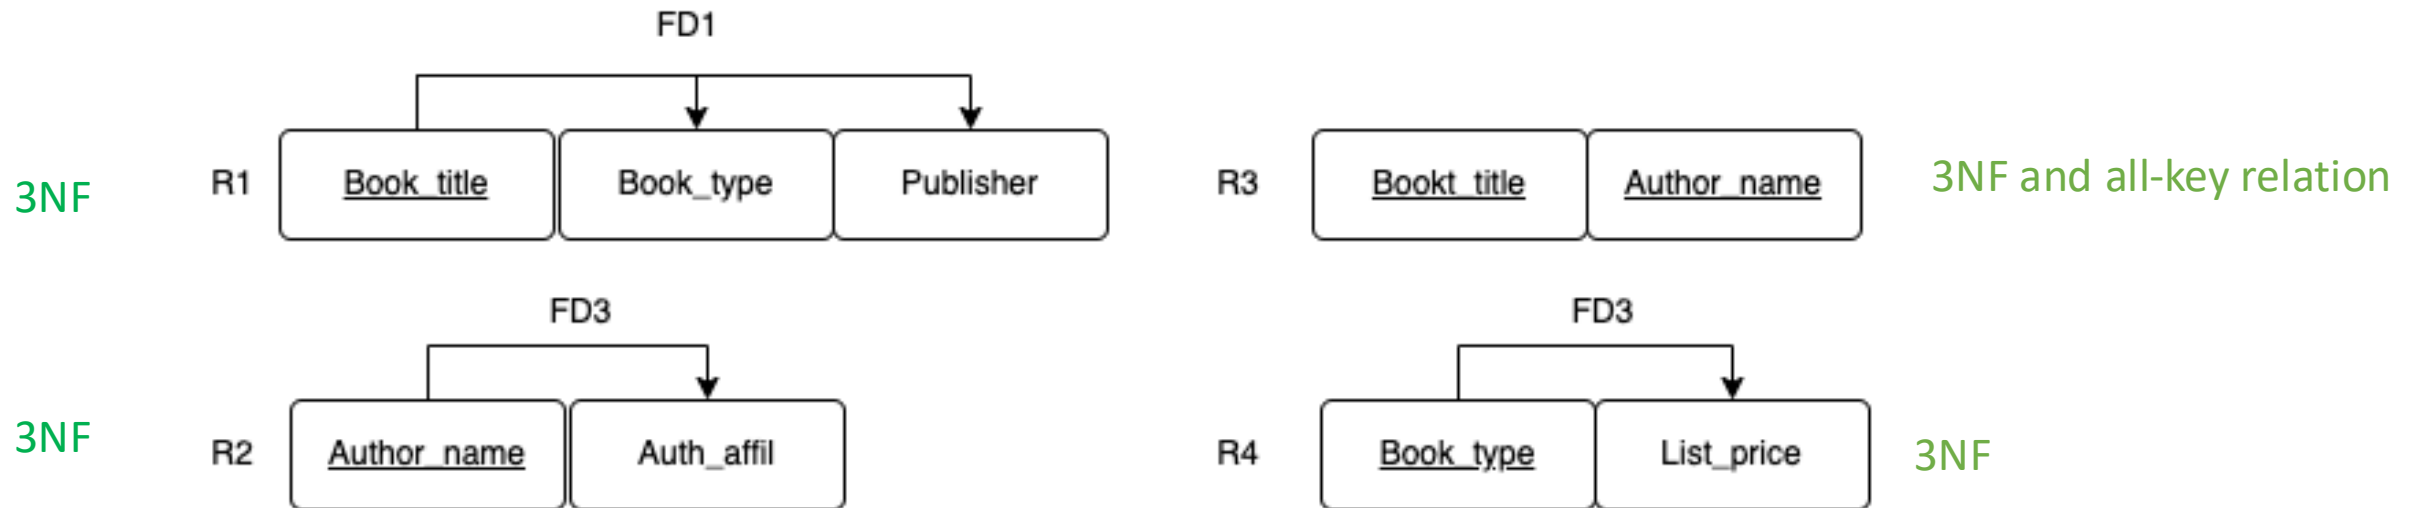 FD1
3NF
R1
Book_title
Book_type
Publisher
R3
Bookt_title
Author_name
3NF and all-key relation
FD3
3NF
R2
Author_name
Auth_affil
FD3
R4
Book_type
List_price
3NF